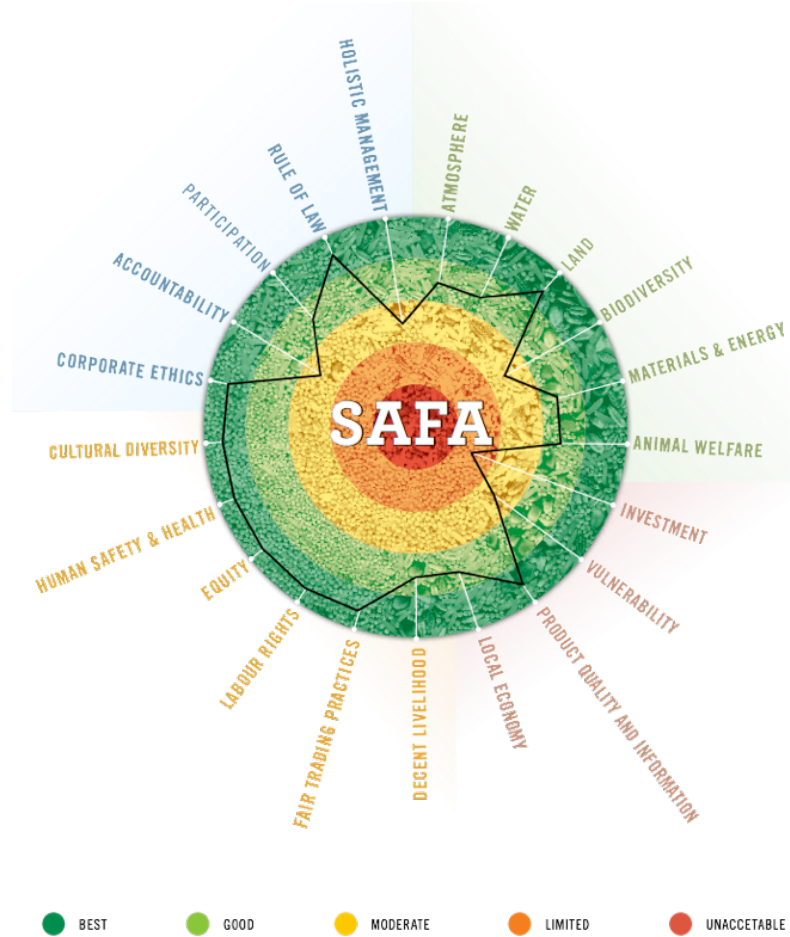 HOLISTIC MANAGEMENT
ATMOSPHERE
WATER
LAND
BIODIVERSITY
MATERIALS & ENERGY
ANIMAL WELFARE
INVESTMENT
VULNERABILITY
PRODUCT QUALITY AND INFORMATION
LOCAL ECONOMY
DECENT LIVELIHOOD
FAIR TRADING PRACTICES
LABOUR RIGHTS
EQUITY
HUMAN SAFETY & HEALTH
CULTURAL DIVERSITY
CORPORATE ETHICS
ACCOUNTABILITY
PARTICIPATION
RULE OF LAW
SAFA
BEST
GOOD
MODERATE
LIMITED
UNACCETABLE